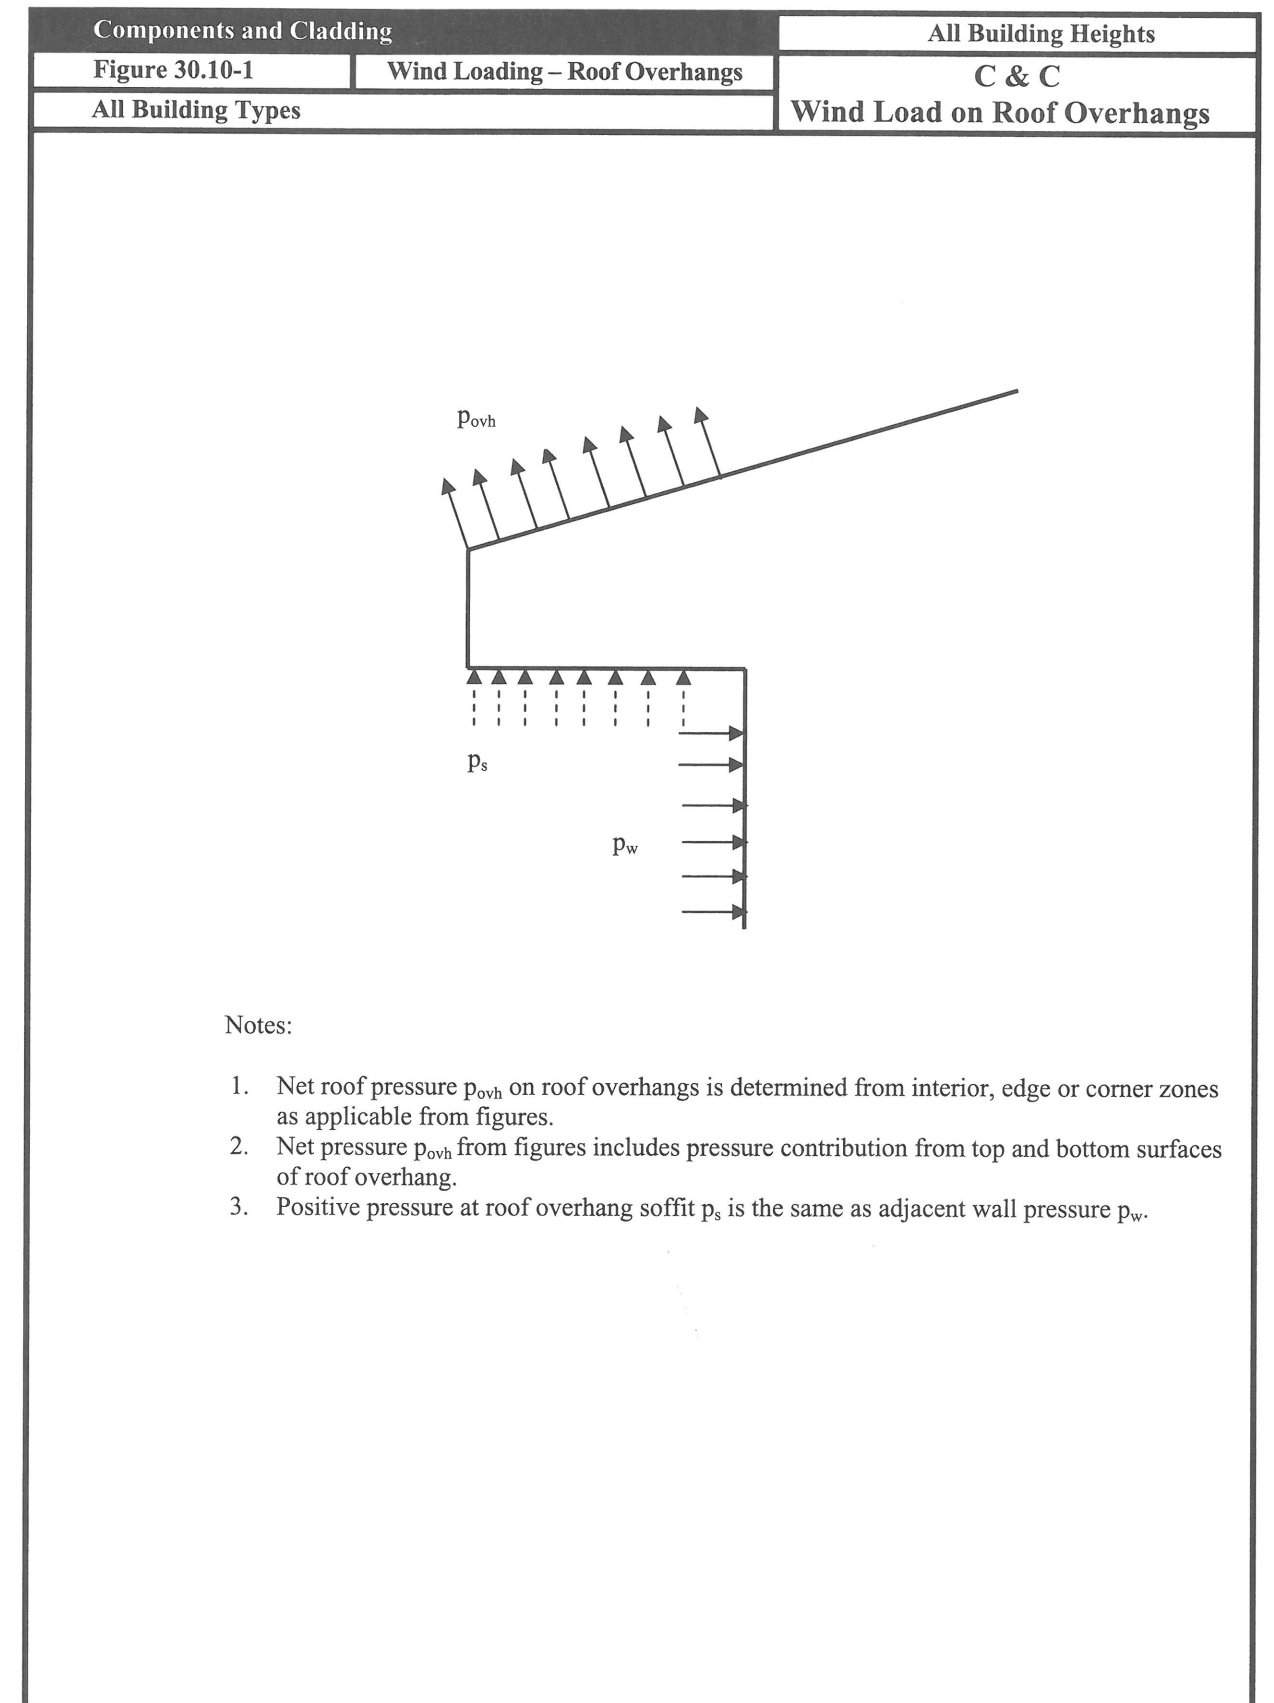 Components and Cladding
All Building Heights
Figure 30.10-1
Wind Loading – Roof Overhangs
C & C
All Building Types
Wind Load on Roof Overhangs
povh
ps
pw
Notes:
1. Net roof pressure povh on roof overhangs is determined from interior, edge or corner zones
as applicable from figures.
2. Net pressure povh from figures includes pressure contribution from top and bottom surfaces
of roof overhang.
3. Positive pressure at roof overhang soffit ps is the same as adjacent wall pressure pw.